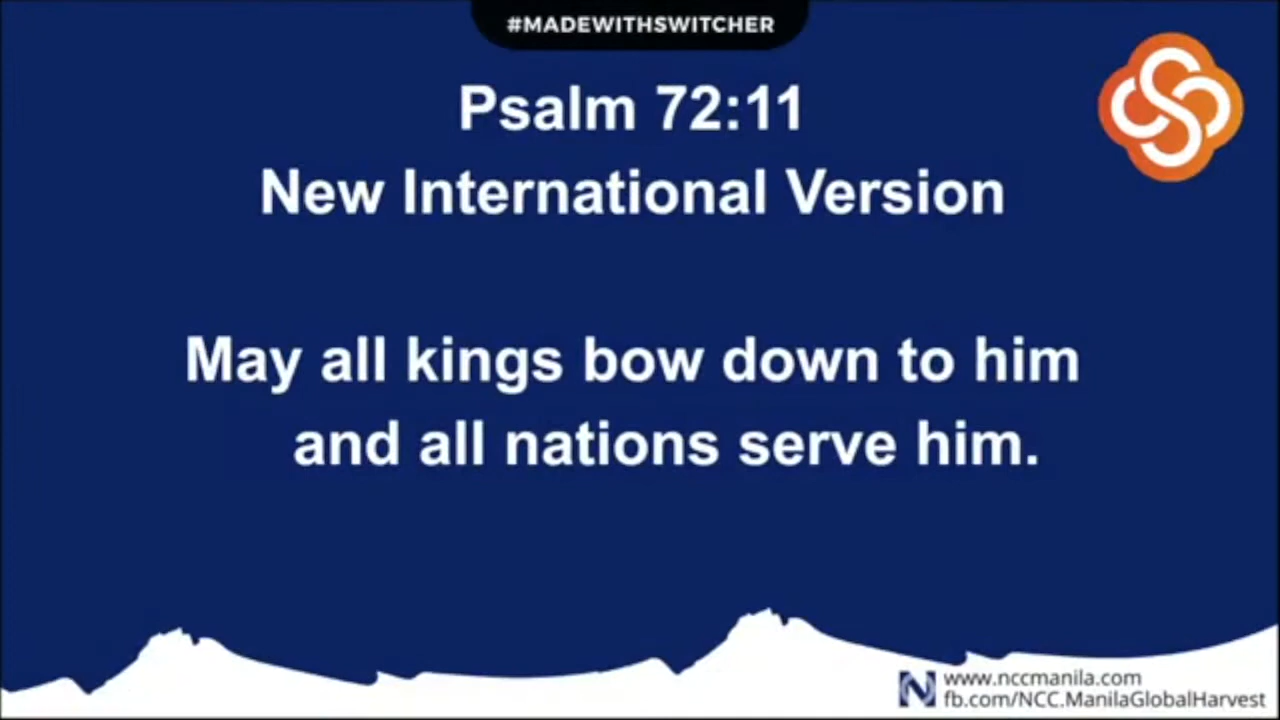 #MADEWITHSWITCHER
Psalm 72:11
New International Version
May all kings bow down to him
and all nations serve him.
www.nccmanila.com
fb.com/NCC.ManilaGlobalHarvest